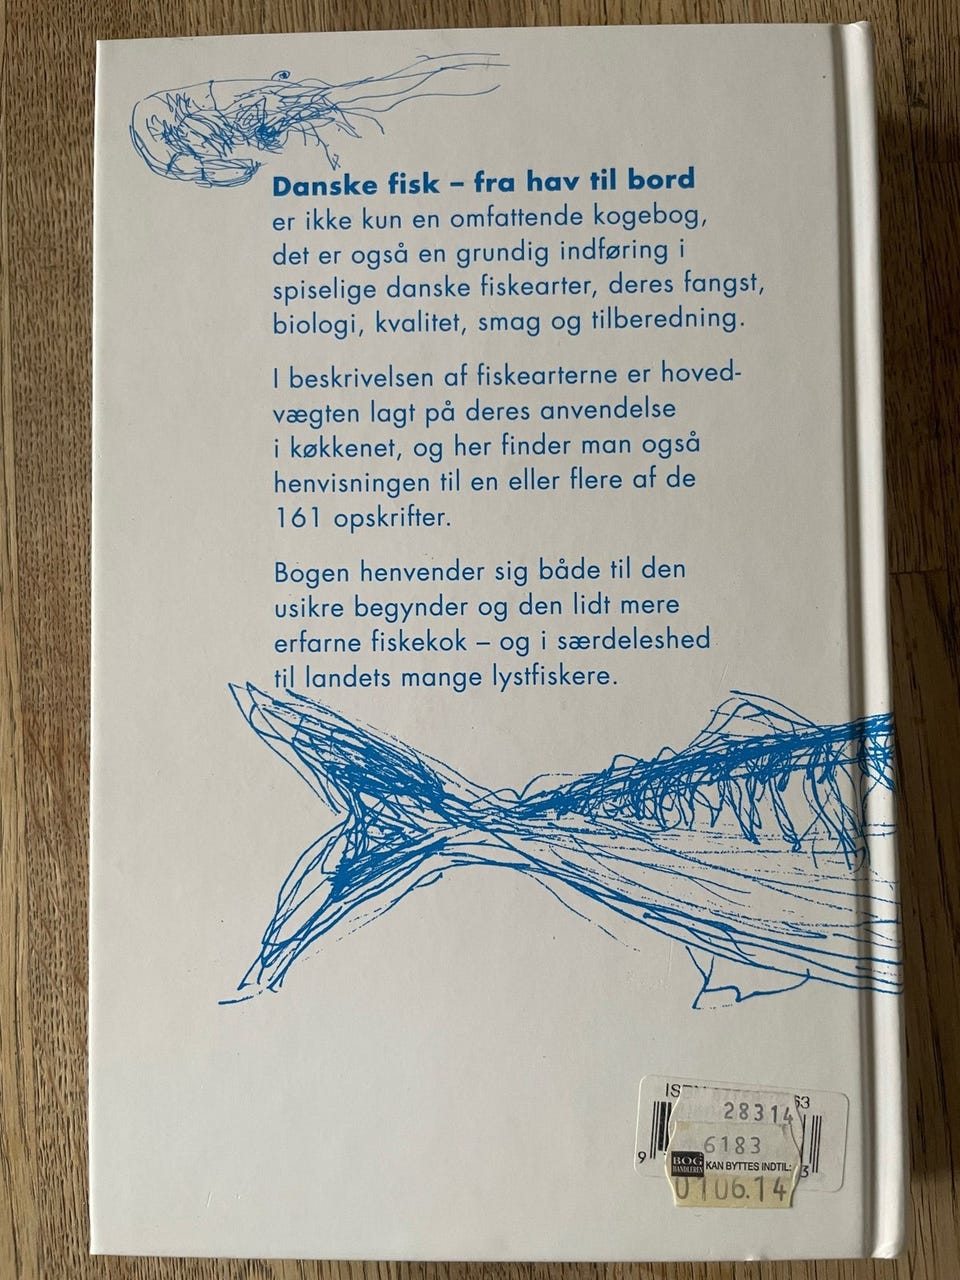 Danske fisk – fra hav til bord
er ikke kun en omfattende kogebog,
det er også en grundig indføring i
spiselige danske fiskearter, deres fangst,
biologi, kvalitet, smag og tilberedning.
I beskrivelsen af fiskearterne er hoved-
vægten lagt på deres anvendelse
i køkkenet, og her finder man også
henvisningen til en eller flere af de
161 opskrifter.
Bogen henvender sig både til den
usikre begynder og den lidt mere
erfarne fiskekok – og i særdeleshed
til landets mange lystfiskere.
28314
6183
BOG
HANDLEREN
KAN BYTTES INDTIL:
0106.14